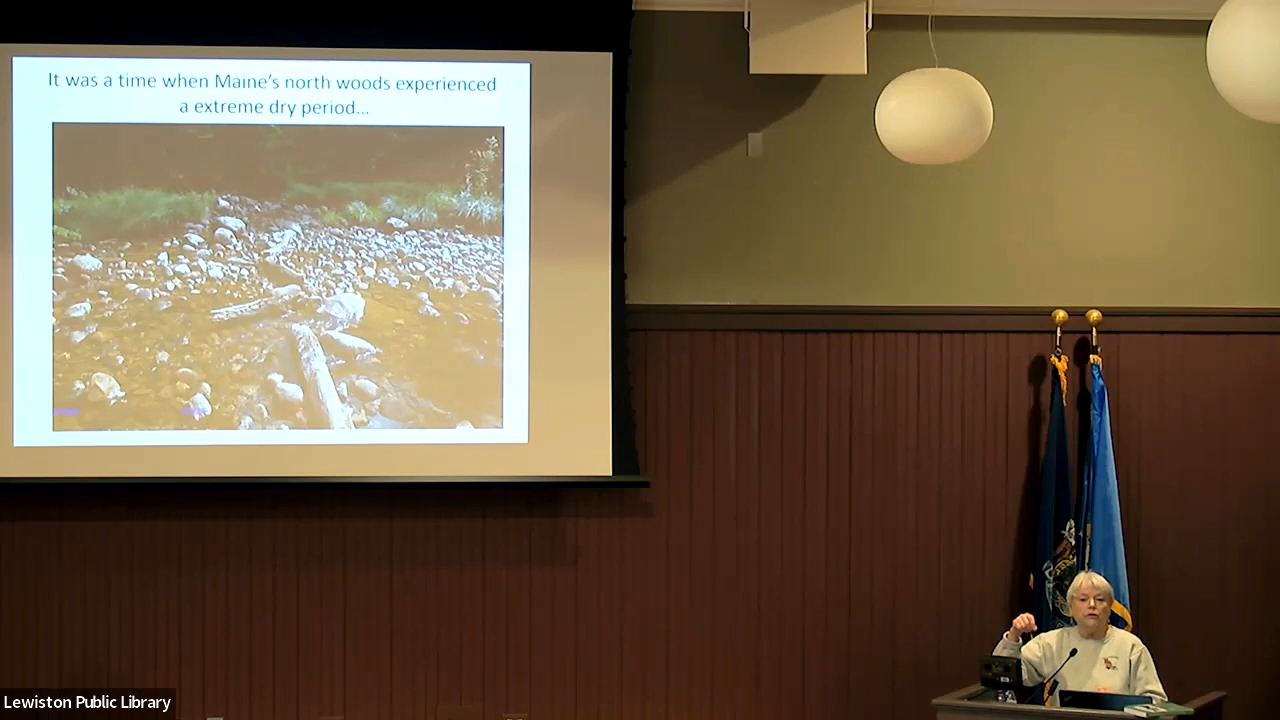 It was a time when Maine's north woods experienced
a extreme dry period...
Lewiston Public Library